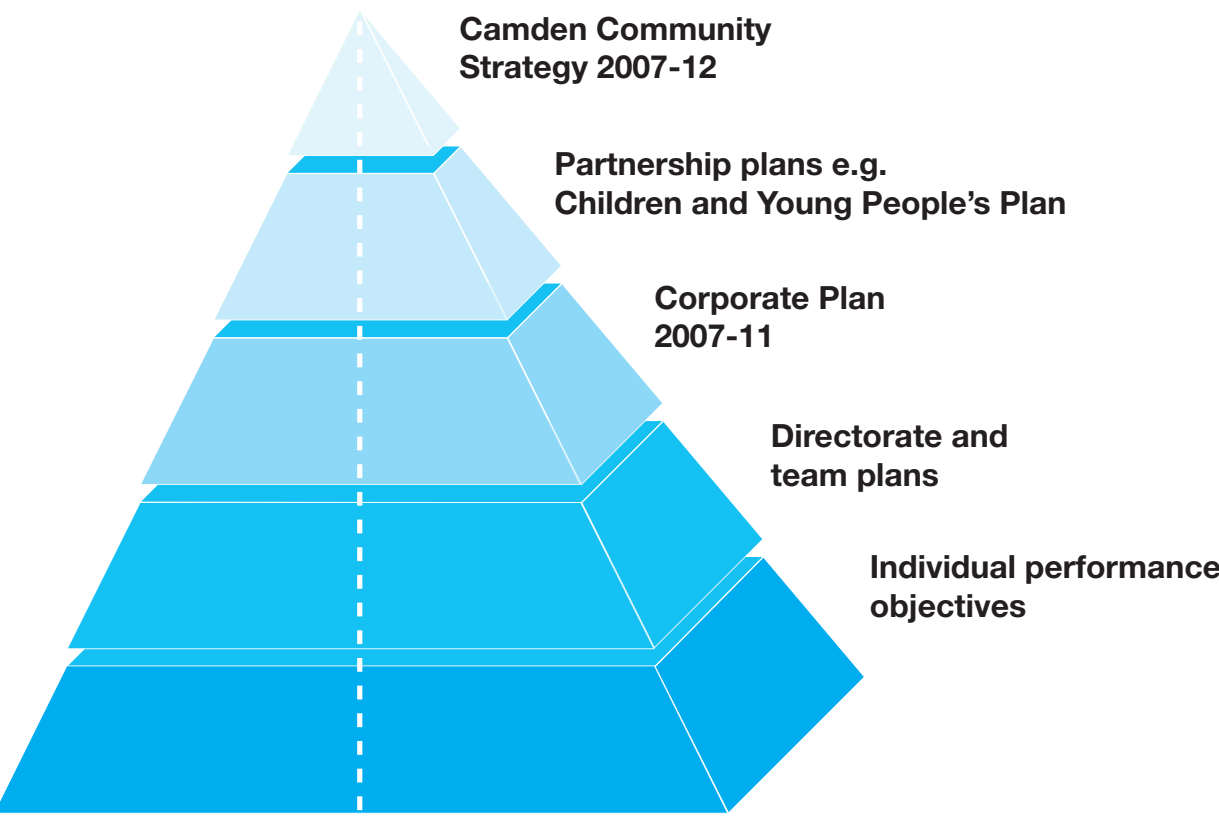 Camden Community
Strategy 2007-12
Partnership plans e.g.
Children and Young People’s Plan
Corporate Plan
2007-11
Directorate and
team plans
Individual performance
objectives